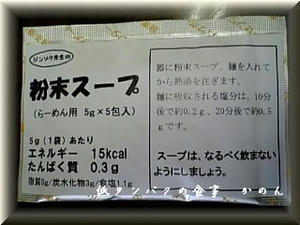 ジンゾウ先生の
粉末スープ
(らーめん用 5g×5包入)
5g(1袋)あたり
エネルギー 15kcal
たんぱく質 0.3g
脂質0g/炭水化物3g/食塩1.1g
器に粉末スープ、麺を入れて
から熱湯を注ぎます。
麺に吸収される塩分は、10分
後で約0.2g、20分後で約0.5
gです。
スープは、なるべく飲まない
ようにしましょう。
低タンパクの食事 かのん